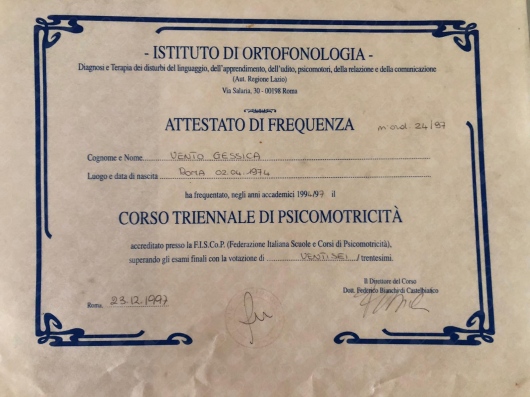 - ISTITUTO DI ORTOFONOLOGIA -
Diagnosi e Terapia dei disturbi del linguaggio, dell'apprendimento, dell'udito, psicomotori, della relazione e della comunicazione
(Aut. Regione Lazio)
Via Salaria, 30 - 00198 Roma
ATTESTATO DI FREQUENZA n° ord. 24/97
Cognome e Nome VENTO GESSICA
Luogo e data di nascita ROMA 02.04.1974
ha frequentato, negli anni accademici 1994/97 il
CORSO TRIENNALE DI PSICOMOTRICITÀ
accreditato presso la F.I.S.Co.P. (Federazione Italiana Scuole e Corsi di Psicomotricità),
superando gli esami finali con la votazione di VENTISEI / trentesimi.
Il Direttore del Corso
Dott. Federico Bianchi di Castelbianco
Roma, 23.12.1997